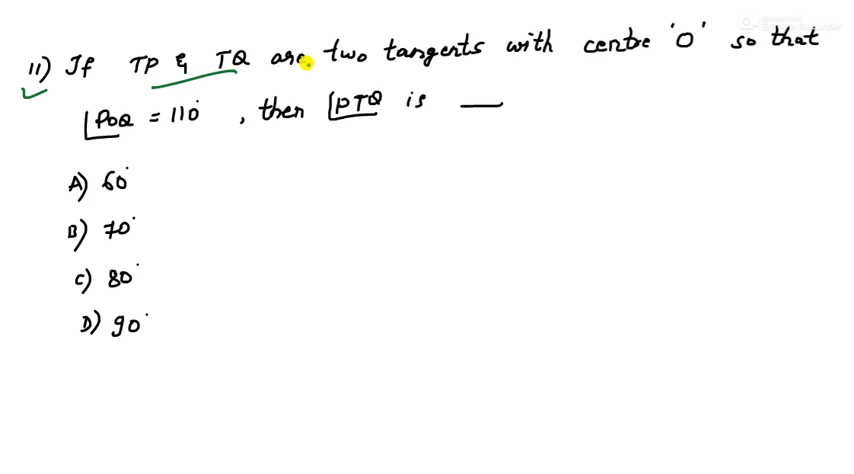 11) If TP & TQ are two tangents with centre 'O' so that
∠POQ = 110°, then ∠PTQ is ___
A) 60°
B) 70°
C) 80°
D) 90°